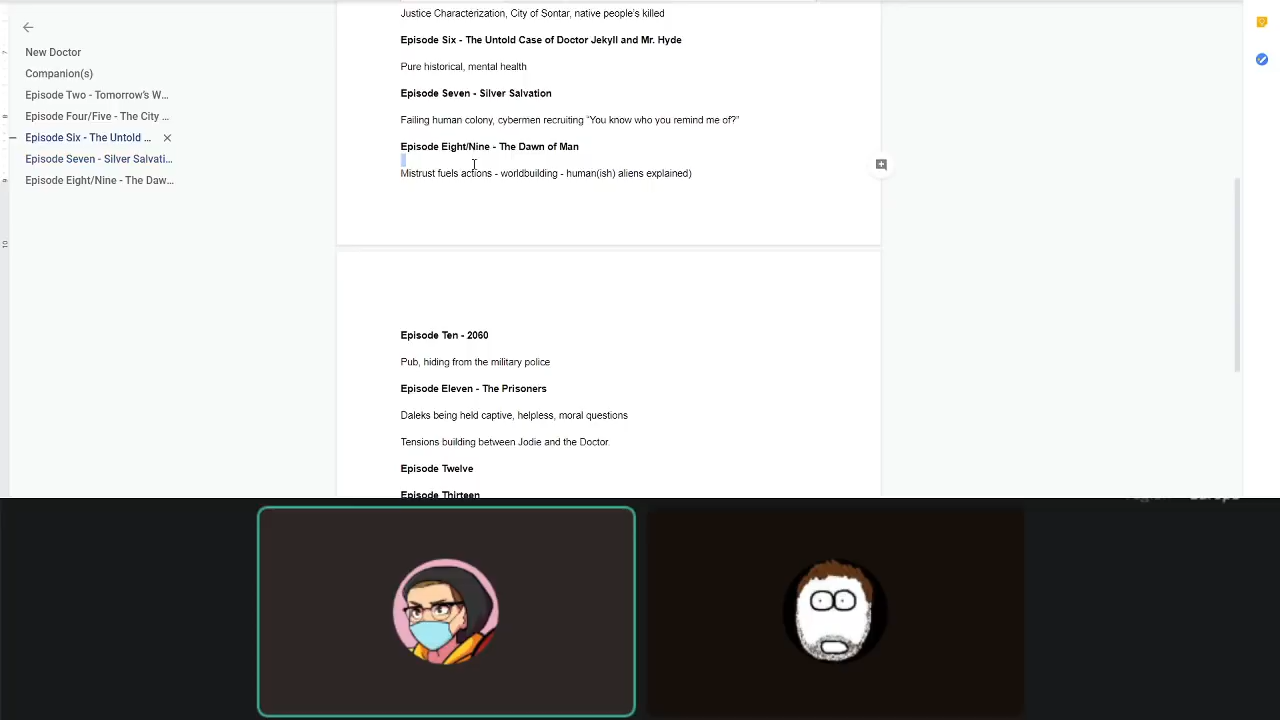 New Doctor
Companion(s)
Episode Two - Tomorrow's W...
Episode Four/Five - The City ...
Episode Six - The Untold ...
Episode Seven - Silver Salvati...
Episode Eight/Nine - The Daw...
Justice Characterization, City of Sontar, native people's killed
Episode Six - The Untold Case of Doctor Jekyll and Mr. Hyde
Pure historical, mental health
Episode Seven - Silver Salvation
Failing human colony, cybermen recruiting “You know who you remind me of?”
Episode Eight/Nine - The Dawn of Man
Mistrust fuels actions - worldbuilding - human(ish) aliens explained)
Episode Ten - 2060
Pub, hiding from the military police
Episode Eleven - The Prisoners
Daleks being held captive, helpless, moral questions
Tensions building between Jodie and the Doctor.
Episode Twelve
Episode Thirteen